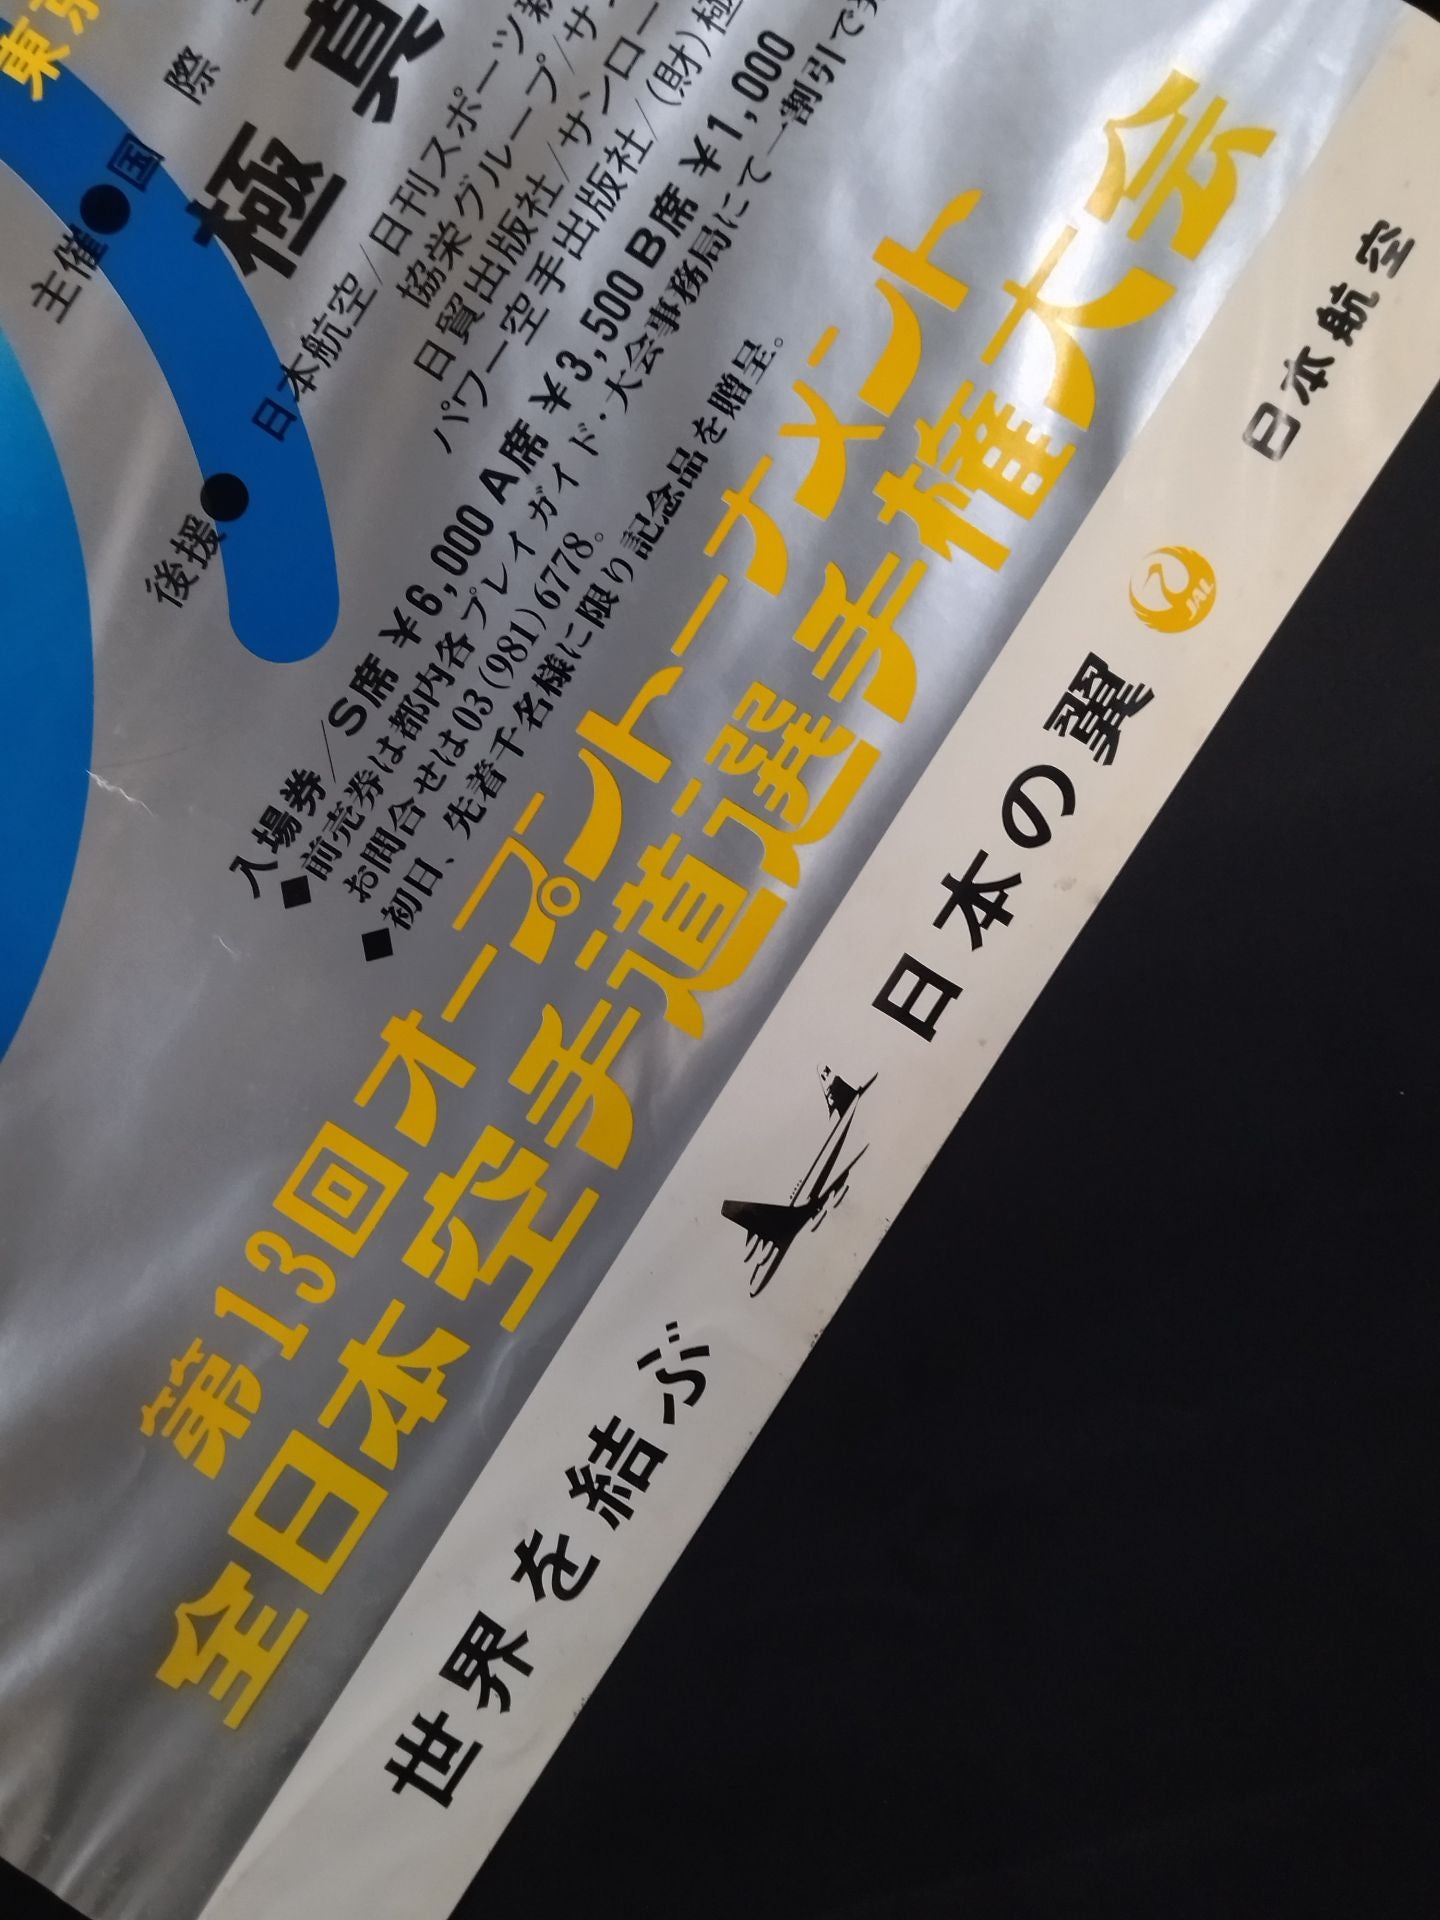 東京
主催●国際空
極真
後援●日本航空/日刊スポーツ新
協栄グループ/サン
日貿出版社/サンロー
パワー空手出版社/(財)極
入場券/S席￥6,000 A席￥3,500 B席￥1,000
◆前売券は都内各プレイガイド・大会事務局にて一割引で発
お問合せは03(981)6778。
◆初日、先着千名様に限り記念品を贈呈。
第13回オープントーナメント
全日本空手道選手権大会
世界を結ぶ 日本の翼 JAL 日本航空